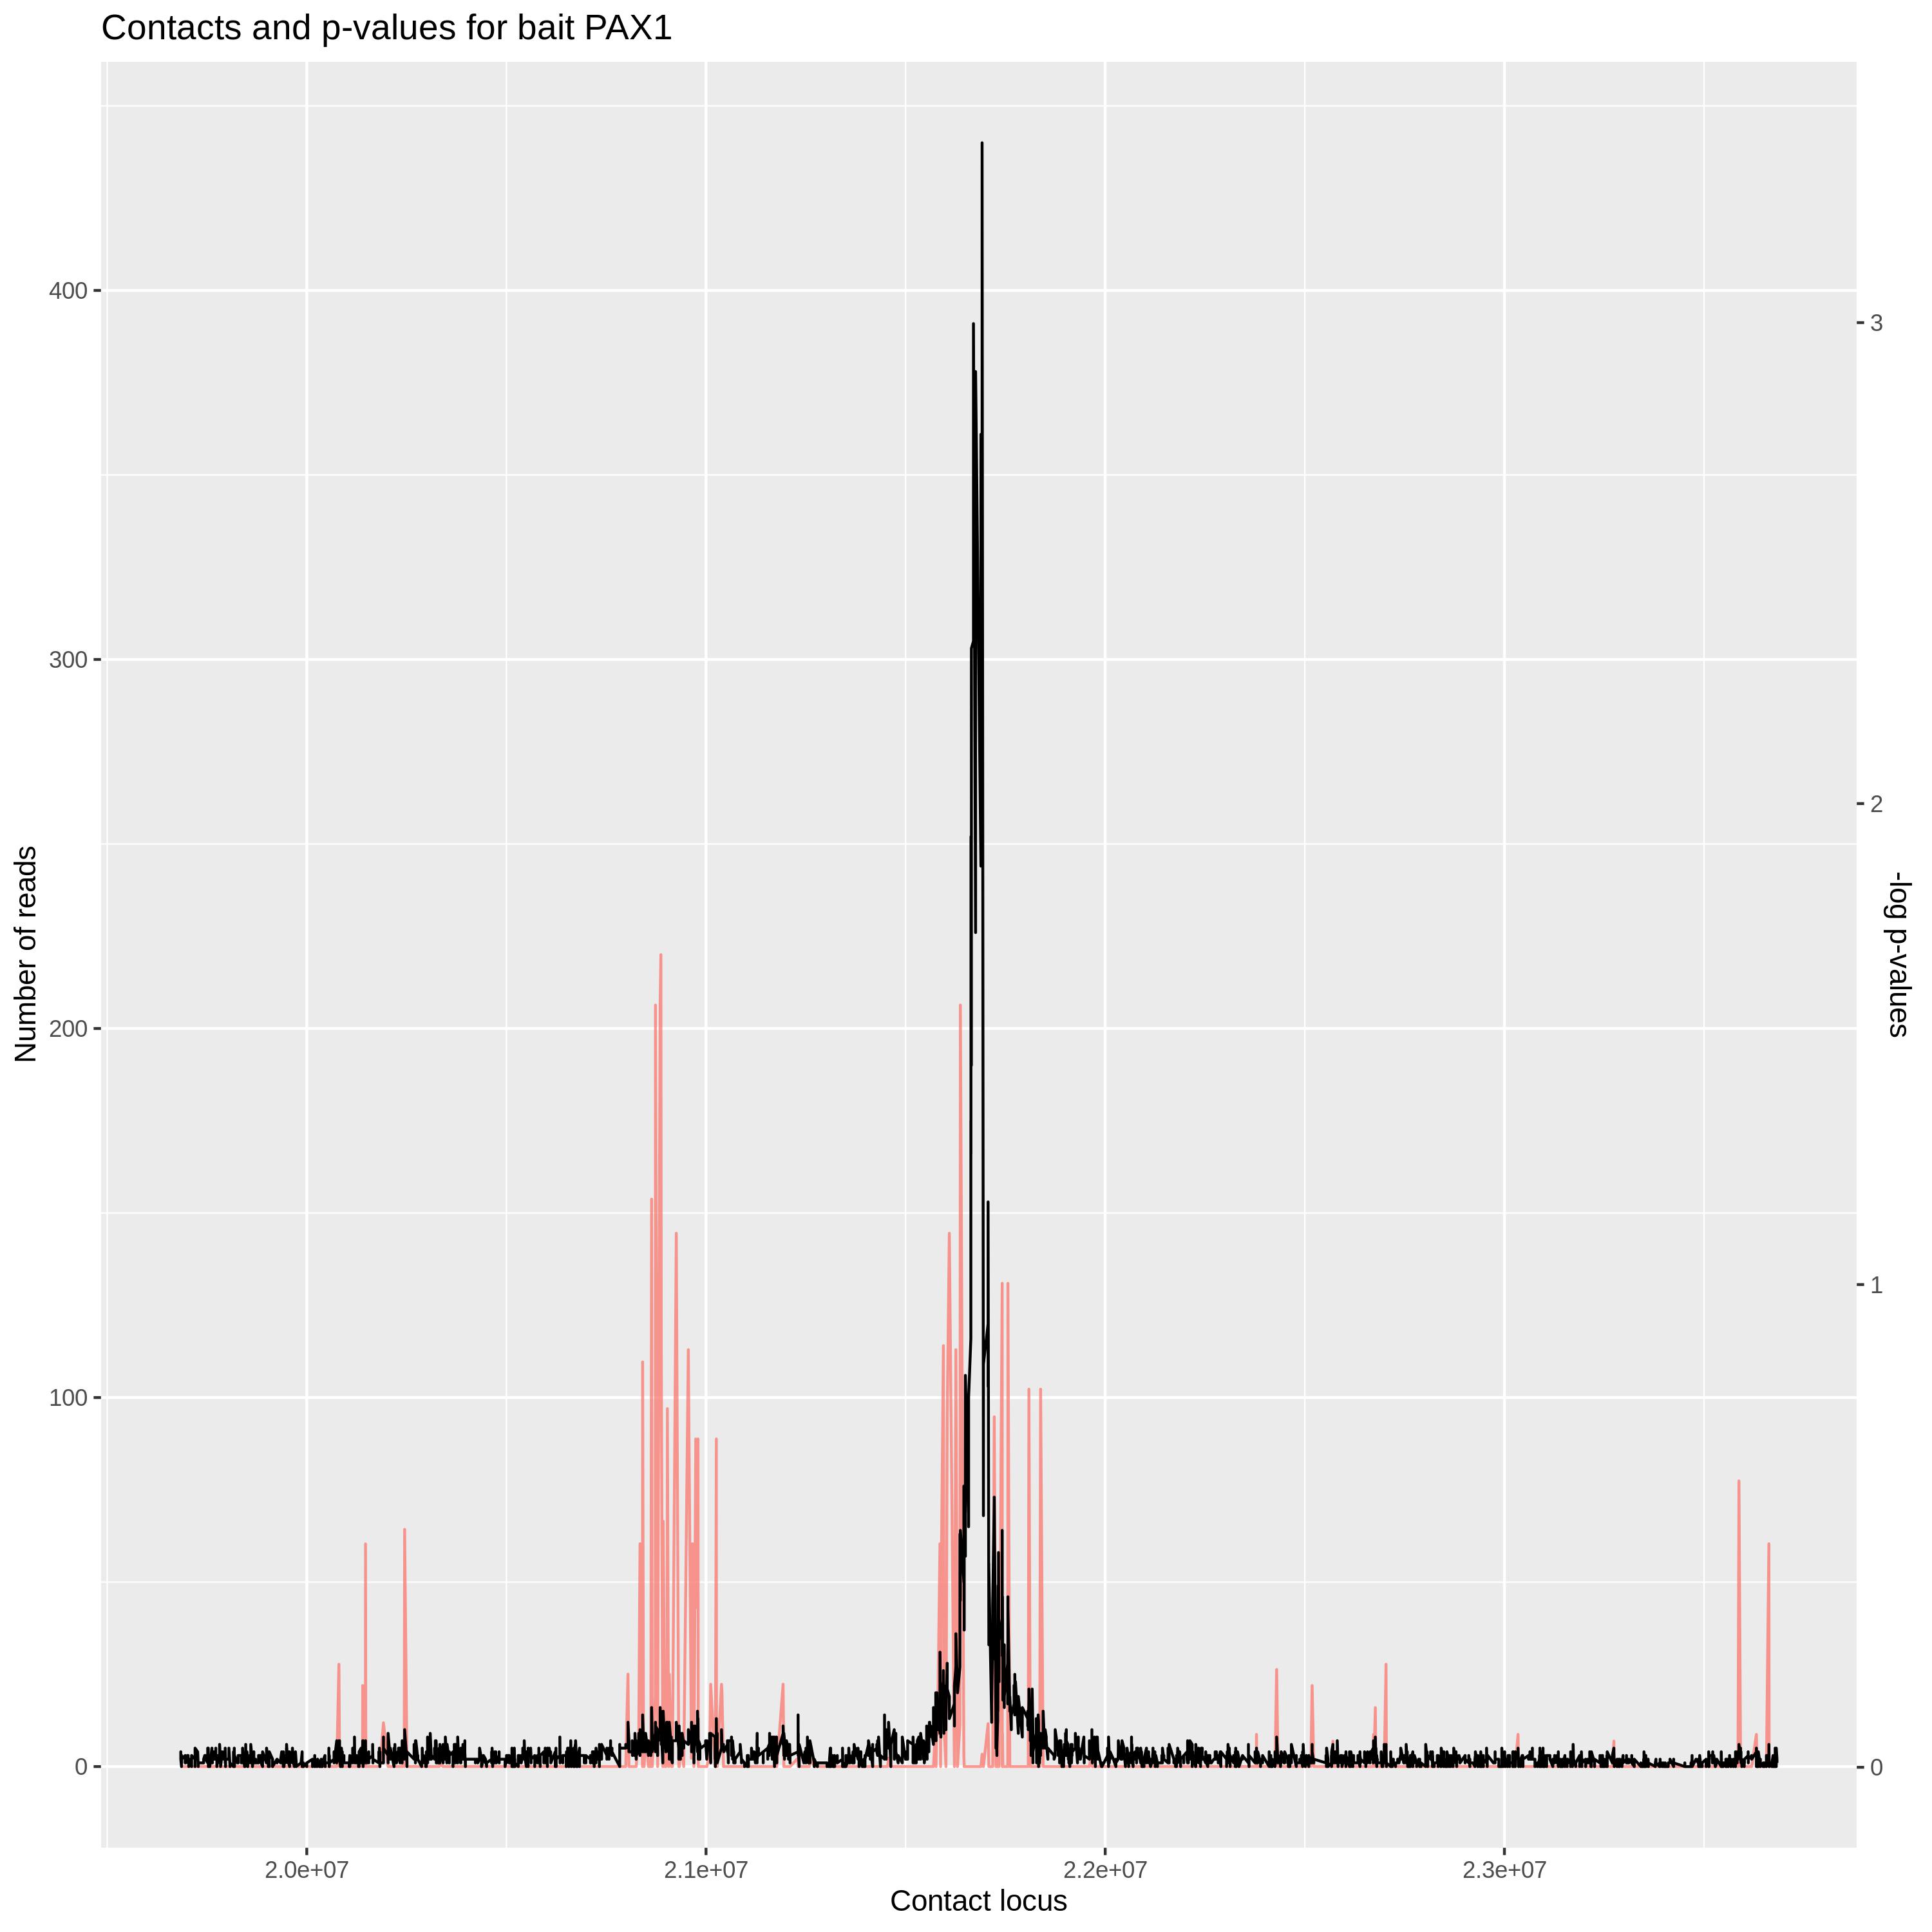 Contacts and p-values for bait PAX1
400
300
200
100
0
Number of reads
3
2
1
0
-log p-values
2.0e+07
2.1e+07
2.2e+07
2.3e+07
Contact locus